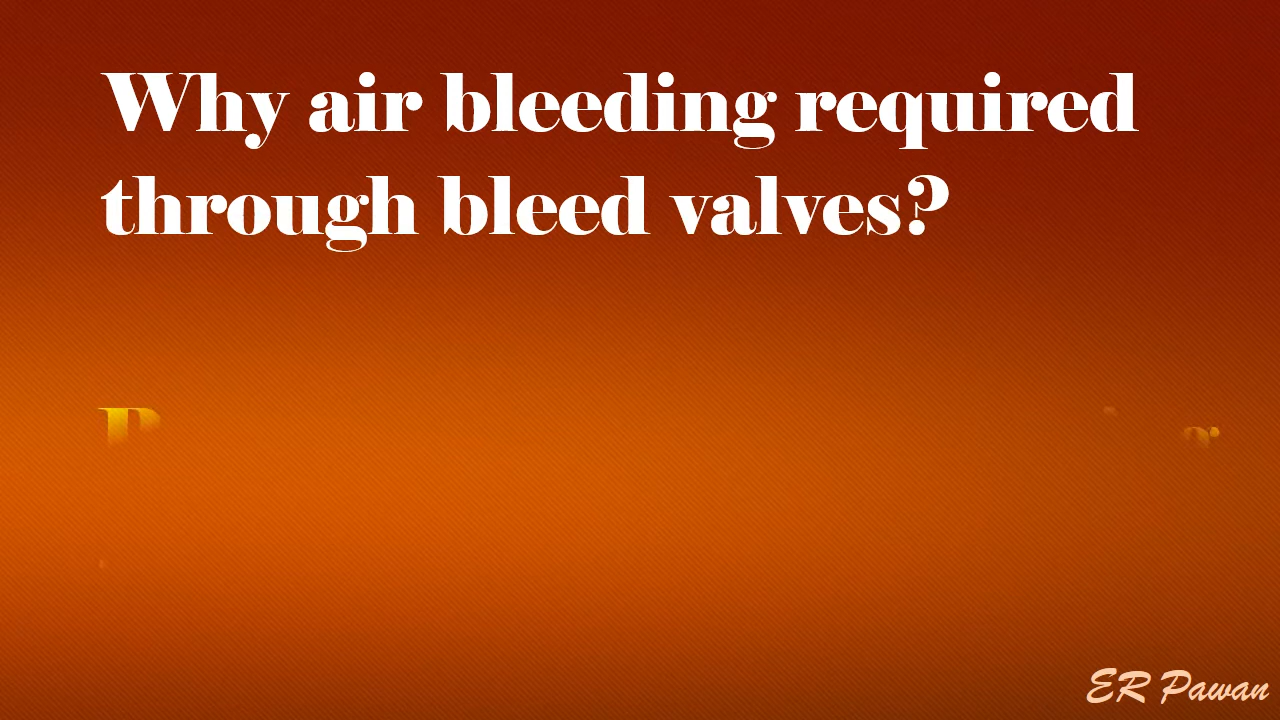 Why air bleeding required
through bleed valves?
ER Pawan